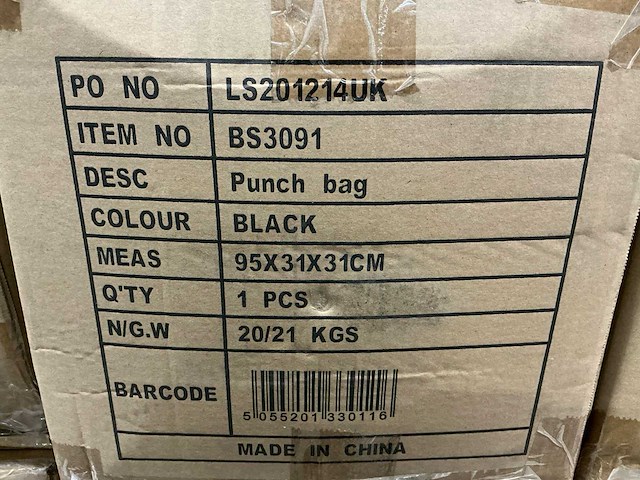 PO NO LS201214UK
ITEM NO BS3091
DESC Punch bag
COLOUR BLACK
MEAS 95X31X31CM
Q'TY 1 PCS
N/G.W 20/21 KGS
BARCODE 5 055201 330116
MADE IN CHINA